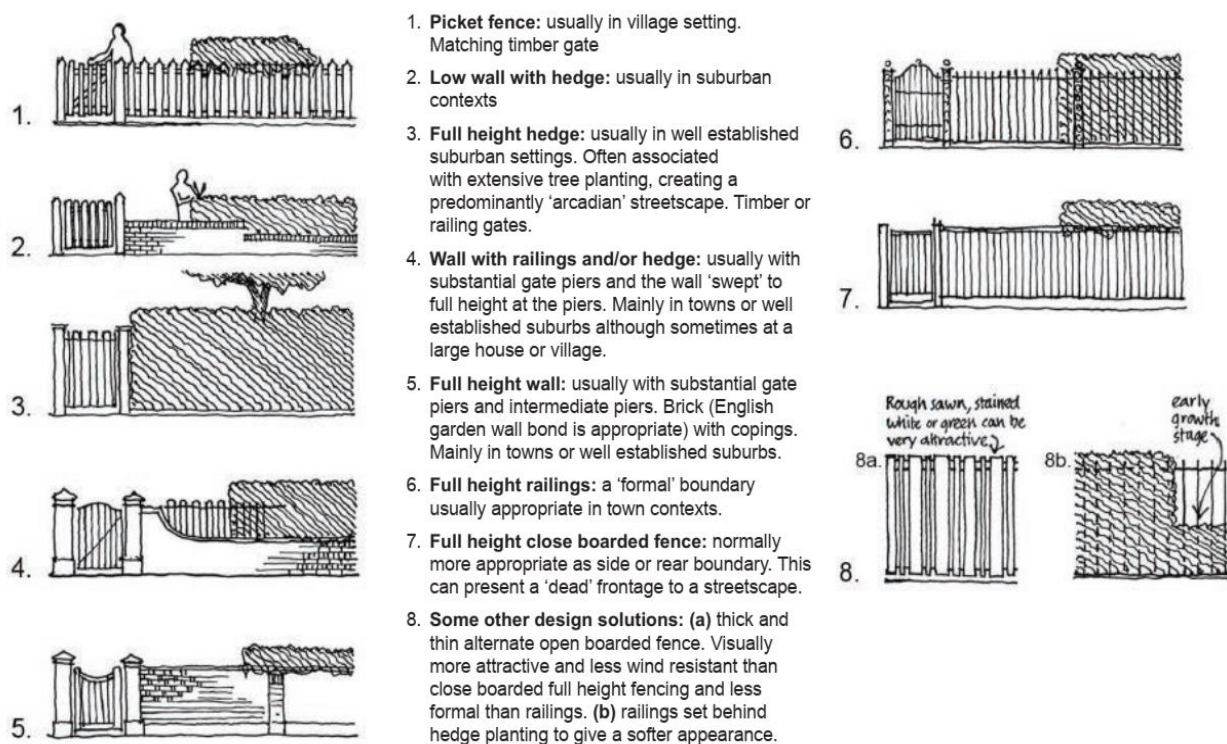 1.
2.
3.
4.
5.
1. Picket fence: usually in village setting.
Matching timber gate
2. Low wall with hedge: usually in suburban
contexts
3. Full height hedge: usually in well established
suburban settings. Often associated
with extensive tree planting, creating a
predominantly ‘arcadian’ streetscape. Timber or
railing gates.
4. Wall with railings and/or hedge: usually with
substantial gate piers and the wall ‘swept’ to
full height at the piers. Mainly in towns or well
established suburbs although sometimes at a
large house or village.
5. Full height wall: usually with substantial gate
piers and intermediate piers. Brick (English
garden wall bond is appropriate) with copings.
Mainly in towns or well established suburbs.
6. Full height railings: a ‘formal’ boundary
usually appropriate in town contexts.
7. Full height close boarded fence: normally
more appropriate as side or rear boundary. This
can present a ‘dead’ frontage to a streetscape.
8. Some other design solutions: (a) thick and
thin alternate open boarded fence. Visually
more attractive and less wind resistant than
close boarded full height fencing and less
formal than railings. (b) railings set behind
hedge planting to give a softer appearance.
6.
7.
Rough sawn, stained
white or green can be
very attractive
8a.
early
growth
stage
8b.
8.